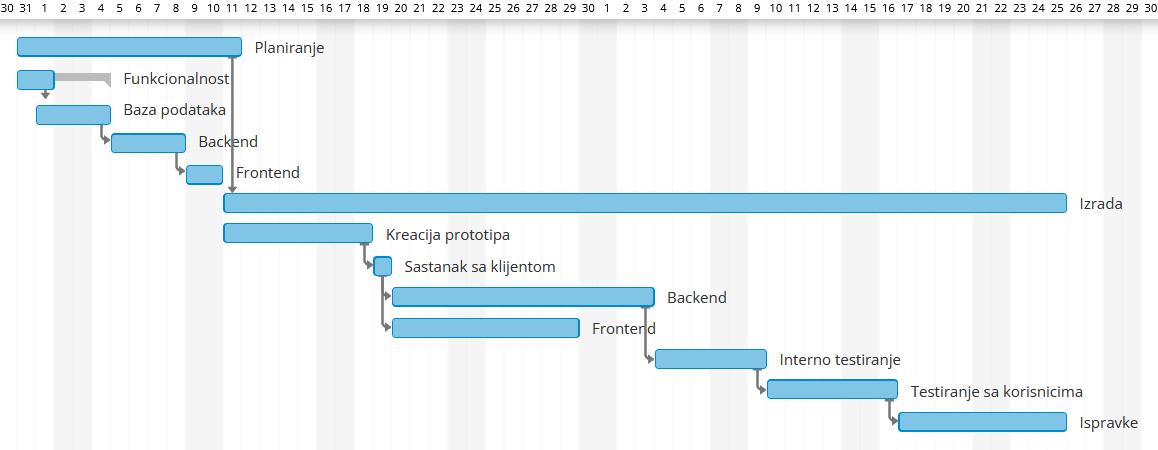 30 31 1 2 3 4 5 6 7 8 9 10 11 12 13 14 15 16 17 18 19 20 21 22 23 24 25 26 27 28 29 30 1 2 3 4 5 6 7 8 9 10 11 12 13 14 15 16 17 18 19 20 21 22 23 24 25 26 27 28 29 30
Planiranje
Funkcionalnost
Baza podataka
Backend
Frontend
Izrada
Kreacija prototipa
Sastanak sa klijentom
Backend
Frontend
Interno testiranje
Testiranje sa korisnicima
Ispravke